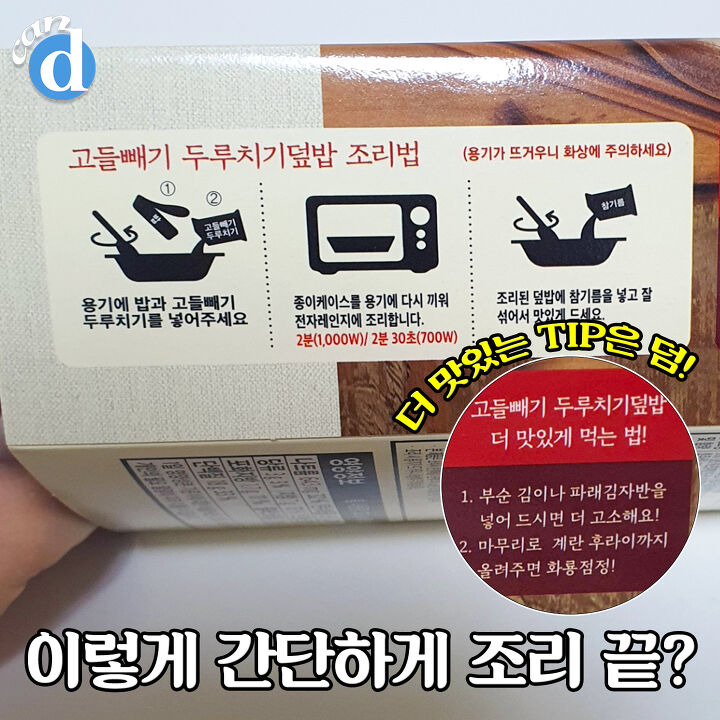 can
d
고들빼기 두루치기덮밥 조리법
(용기가 뜨거우니 화상에 주의하세요)
①
②
밥
고들빼기
두루치기
용기에 밥과 고들빼기
두루치기를 넣어주세요
종이케이스를 용기에 다시 끼워
전자레인지에 조리합니다.
2분(1,000W)/ 2분 30초(700W)
참기름
조리된 덮밥에 참기름을 넣고 잘
섞어서 맛있게 드세요.
더 맛있는 TIP은 덤!
고들빼기 두루치기덮밥
더 맛있게 먹는 법!
1. 부순 김이나 파래김자반을
넣어 드시면 더 고소해요!
2. 마무리로 계란 후라이까지
올려주면 화룡점정!
영양정보
이렇게 간단하게 조리 끝?